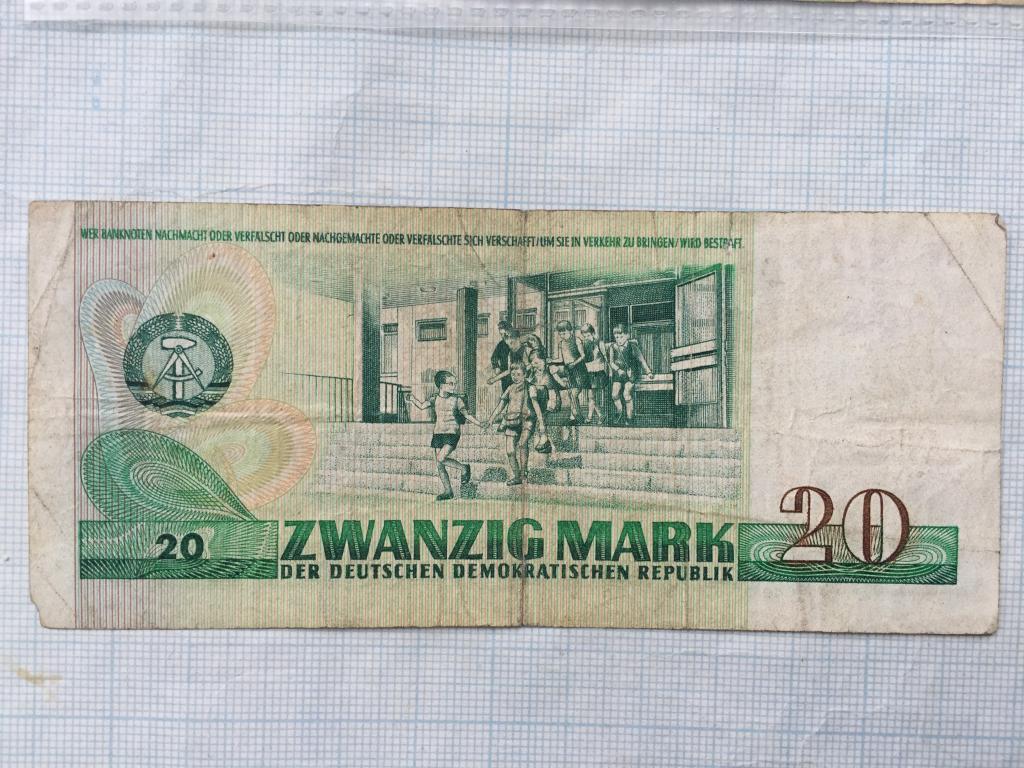 WER BANKNOTEN NACHMACHT ODER VERFÄLSCHT ODER NACHGEMACHTE ODER VERFÄLSCHTE SICH VERSCHAFFT/UM SIE IN VERKEHR ZU BRINGEN/WIRD BESTRAFT.
20
ZWANZIG MARK
DER DEUTSCHEN DEMOKRATISCHEN REPUBLIK
20